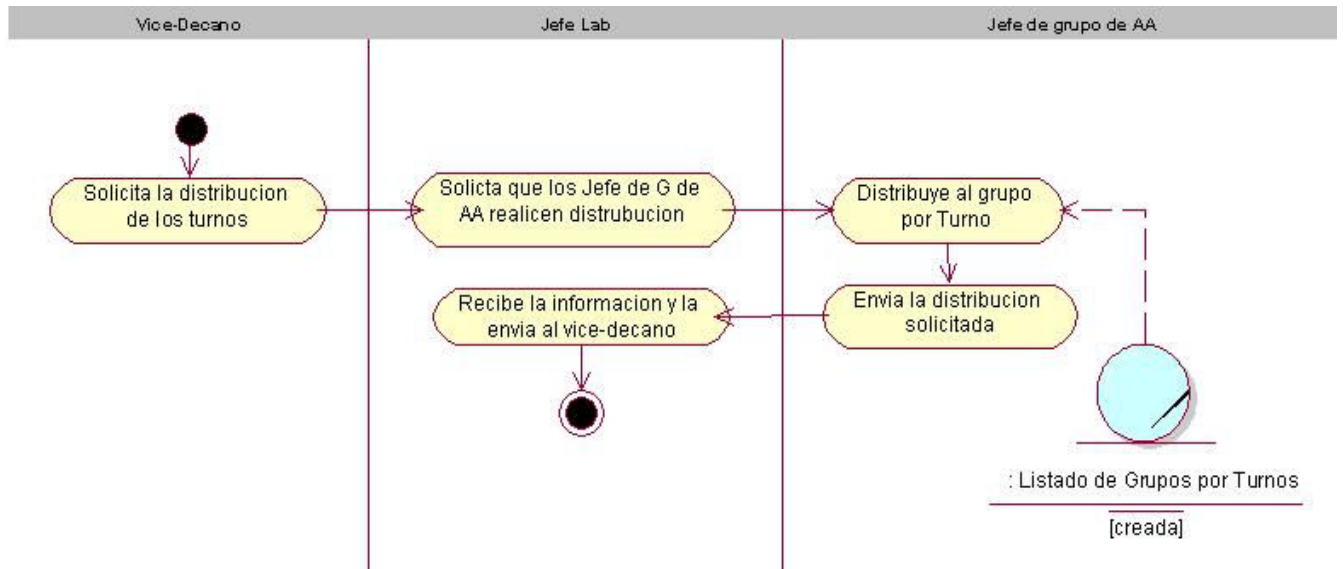 Vice-Decano
Jefe Lab
Jefe de grupo de AA
Solicita la distribucion
de los turnos
Solicta que los Jefe de G de
AA realicen distrubucion
Distribuye al grupo
por Turno
Recibe la informacion y la
envia al vice-decano
Envia la distribucion
solicitada
: Listado de Grupos por Turnos
[creada]